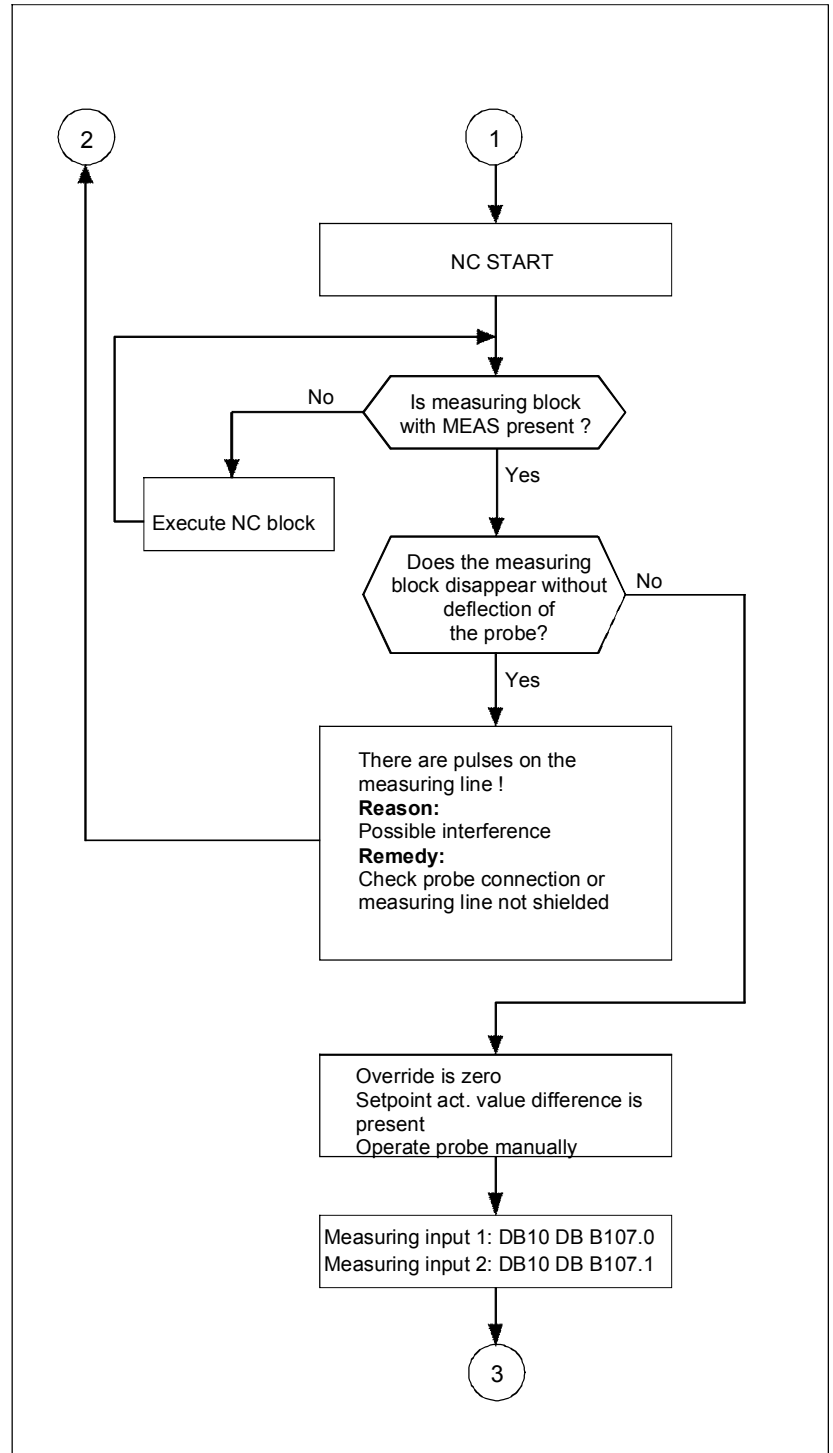 2
1
NC START
No
Is measuring block
with MEAS present ?
Yes
Execute NC block
Does the measuring
block disappear without
deflection of
the probe?
No
Yes
There are pulses on the
measuring line !
Reason:
Possible interference
Remedy:
Check probe connection or
measuring line not shielded
Override is zero
Setpoint act. value difference is
present
Operate probe manually
Measuring input 1: DB10 DB B107.0
Measuring input 2: DB10 DB B107.1
3